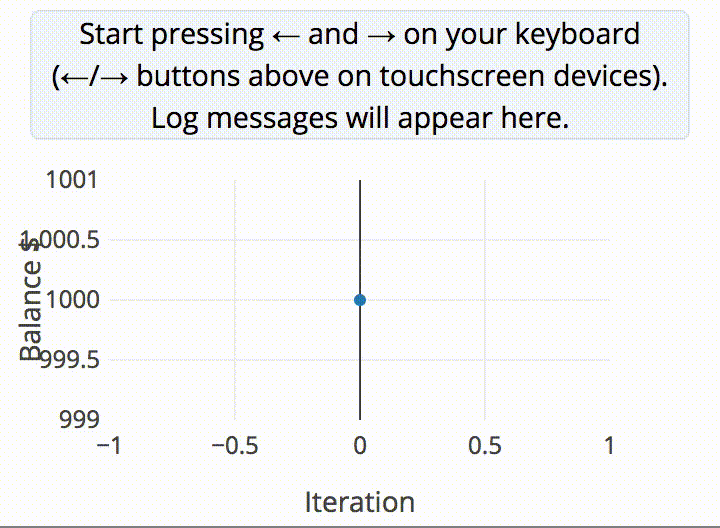 Start pressing ← and → on your keyboard
(←/→ buttons above on touchscreen devices).
Log messages will appear here.
1001
1000.5
1000
999.5
999
Balance $
−1
−0.5
0
0.5
1
Iteration